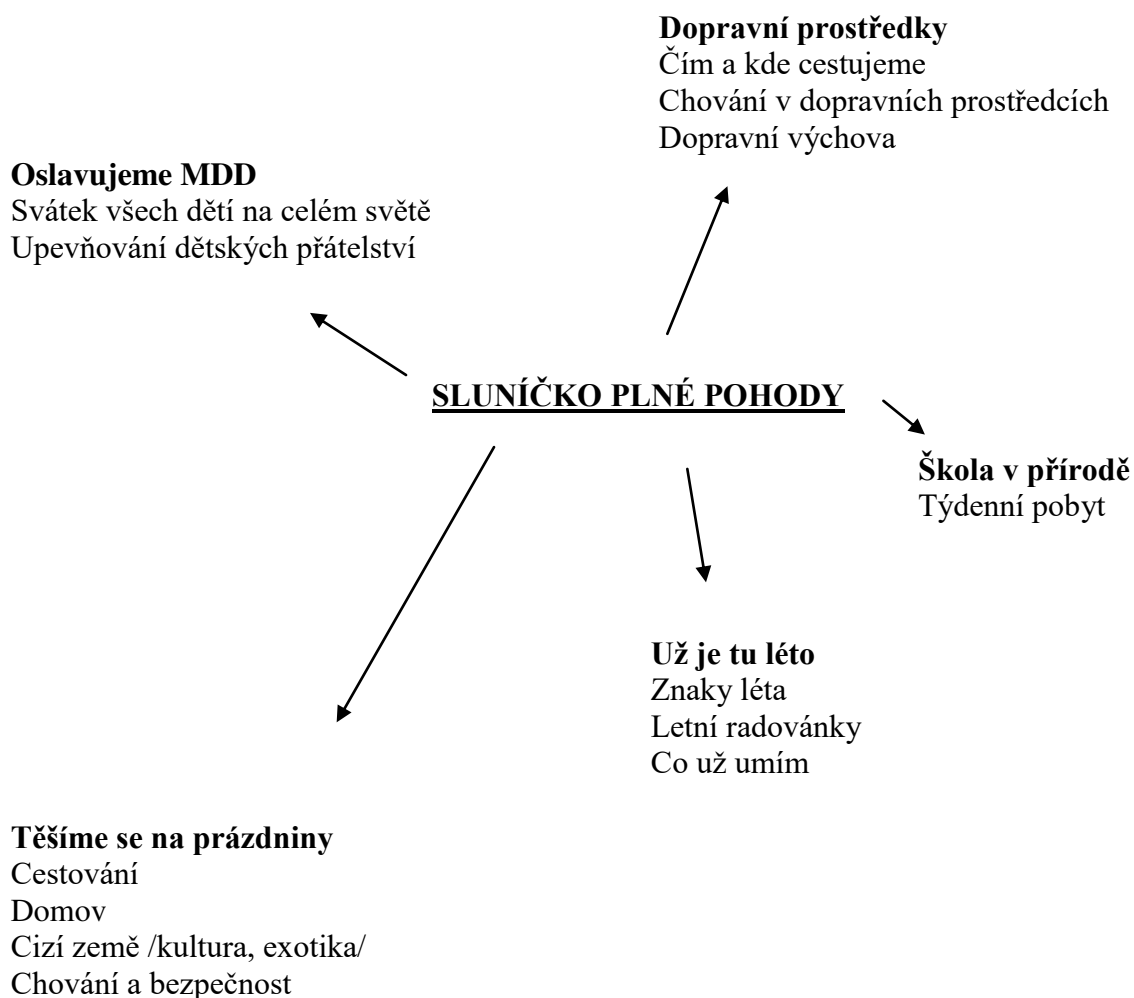 Dopravní prostředky
Čím a kde cestujeme
Chování v dopravních prostředcích
Dopravní výchova
Oslavujeme MDD
Svátek všech dětí na celém světě
Upevňování dětských přátelství
SLUNÍČKO PLNÉ POHODY
Škola v přírodě
Týdenní pobyt
Už je tu léto
Znaky léta
Letní radovánky
Co už umím
Těšíme se na prázdniny
Cestování
Domov
Cizí země /kultura, exotika/
Chování a bezpečnost